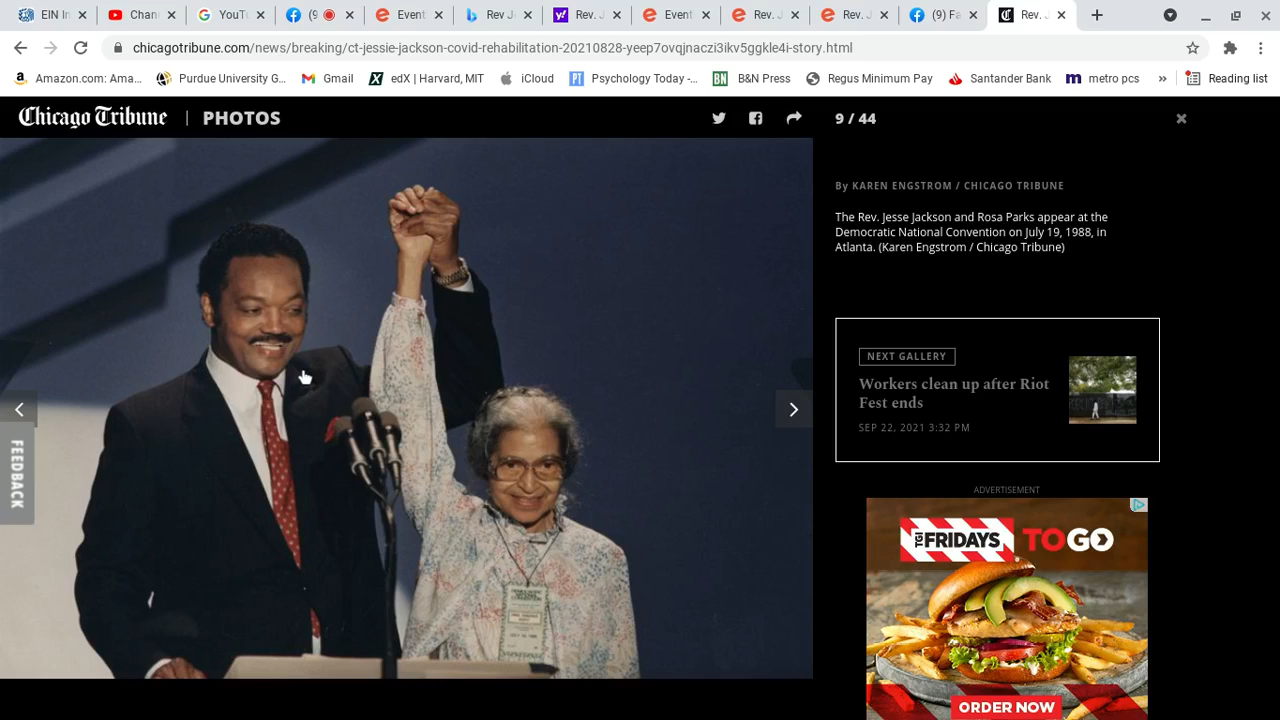 EIN In
Chan
YouTu
(9
Event
Rev J
Rev. J
Event
Rev. J
Rev. J
(9) Fa
Rev. J
chicagotribune.com/news/breaking/ct-jessie-jackson-covid-rehabilitation-20210828-yeep7ovqjnaczi3ikv5ggkle4i-story.html
Amazon.com: Ama...
Purdue University G...
Gmail
edX | Harvard, MIT
iCloud
Psychology Today -...
B&N Press
Regus Minimum Pay
Santander Bank
metro pcs
»
Reading list
Chicago Tribune | PHOTOS
9 / 44
By KAREN ENGSTROM / CHICAGO TRIBUNE
The Rev. Jesse Jackson and Rosa Parks appear at the
Democratic National Convention on July 19, 1988, in
Atlanta. (Karen Engstrom / Chicago Tribune)
NEXT GALLERY
Workers clean up after Riot
Fest ends
SEP 22, 2021 3:32 PM
FEEDBACK
ADVERTISEMENT
TGI FRIDAYS TO GO
ORDER NOW